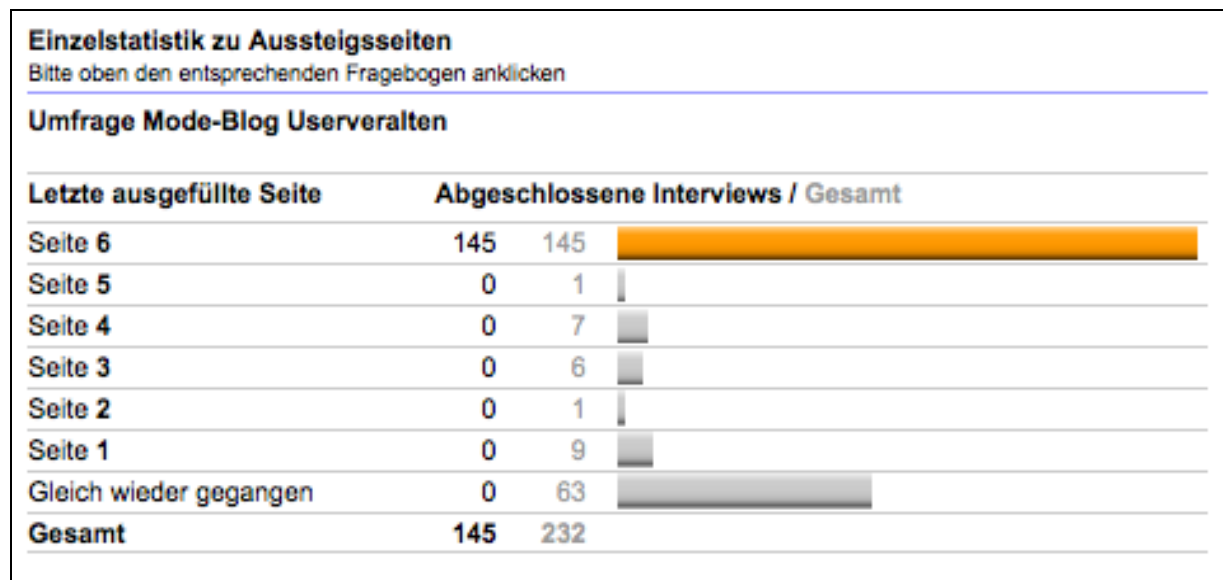 Einzelstatistik zu Aussteigsseiten
Bitte oben den entsprechenden Fragebogen anklicken
Umfrage Mode-Blog Userveralten
Letzte ausgefüllte Seite Abgeschlossene Interviews / Gesamt
Seite 6 145 145
Seite 5 0 1
Seite 4 0 7
Seite 3 0 6
Seite 2 0 1
Seite 1 0 9
Gleich wieder gegangen 0 63
Gesamt 145 232